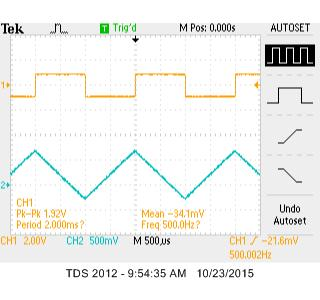 Tek T Trig'd M Pos: 0.000s AUTOSET
1
2
CH1
Pk-Pk 1.92V Mean -34.1mV
Period 2.000ms? Freq 500.0Hz?
Undo
Autoset
CH1 2.00V CH2 500mV M 500µs CH1 -21.6mV
500.002Hz
TDS 2012 - 9:54:35 AM 10/23/2015